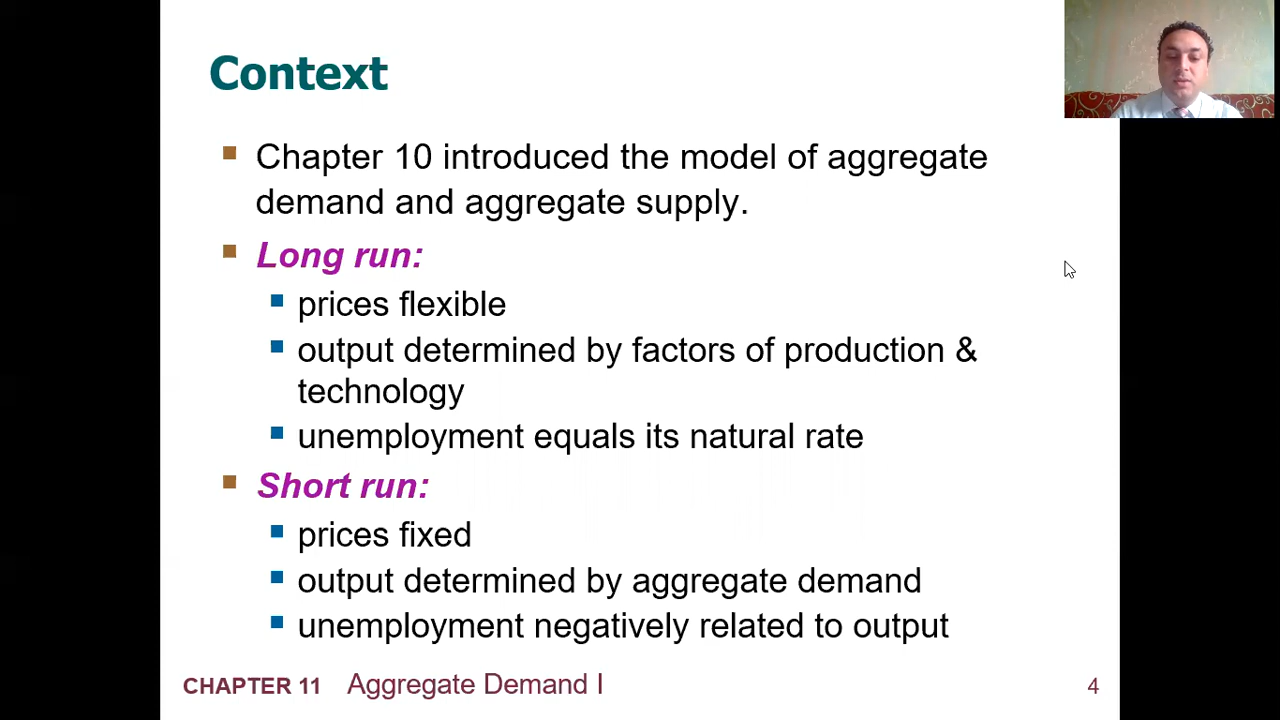 Context
Chapter 10 introduced the model of aggregate
demand and aggregate supply.
Long run:
prices flexible
output determined by factors of production &
technology
unemployment equals its natural rate
Short run:
prices fixed
output determined by aggregate demand
unemployment negatively related to output
CHAPTER 11 Aggregate Demand I
4